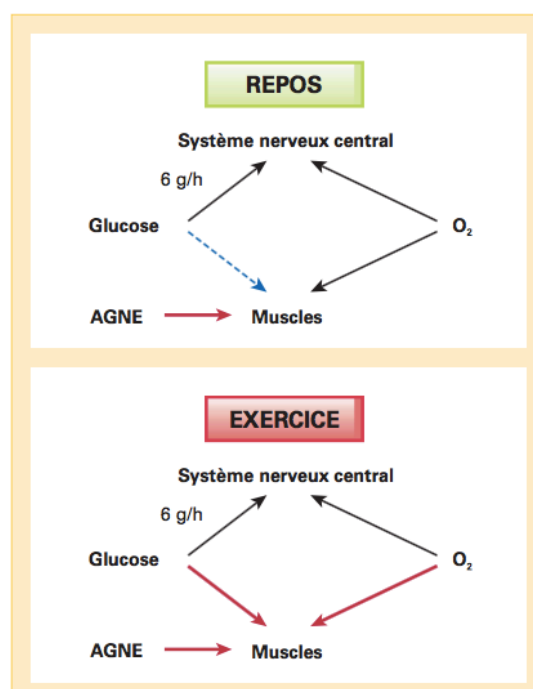 REPOS
Système nerveux central
6 g/h
Glucose
O₂
AGNE
Muscles
EXERCICE
Système nerveux central
6 g/h
Glucose
O₂
AGNE
Muscles